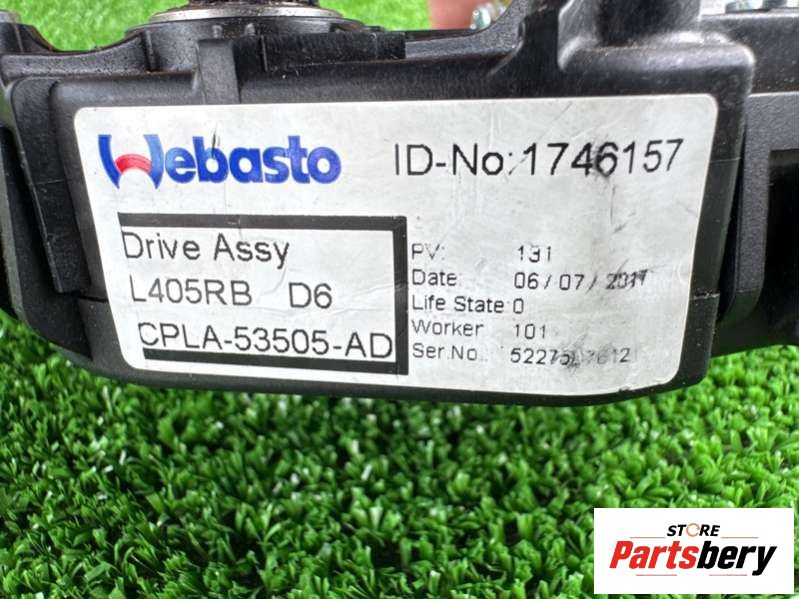 Webasto
ID-No:1746157
Drive Assy
L405RB D6
CPLA-53505-AD
PV: 131
Date: 06/07/2017
Life State:0
Worker 101
Ser.No..
STORE
Partsbery